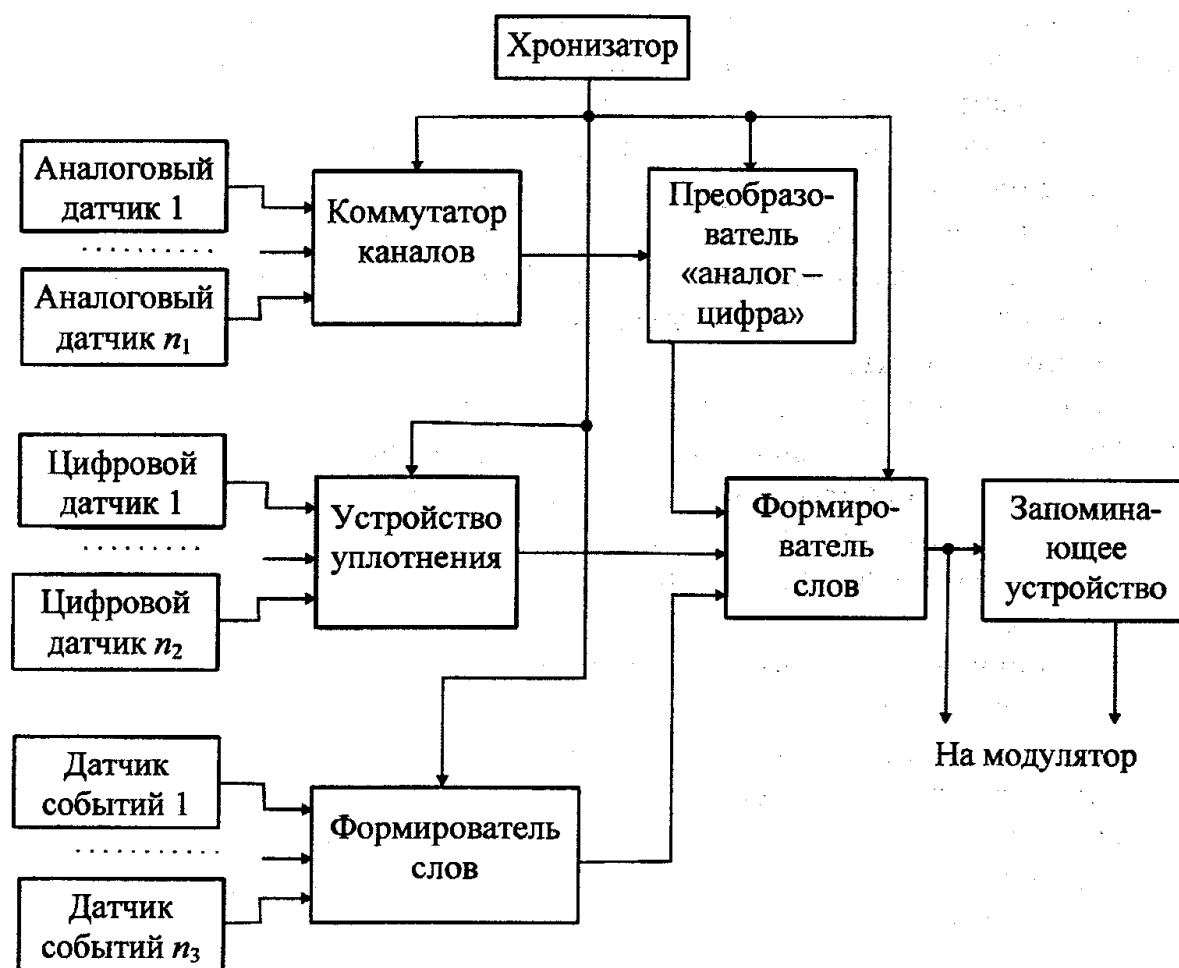 Хронизатор
Аналоговый
датчик 1
Аналоговый
датчик n₁
Коммутатор
каналов
Преобразо-
ватель
«аналог –
цифра»
Цифровой
датчик 1
Цифровой
датчик n₂
Устройство
уплотнения
Формиро-
ватель
слов
Запомина-
ющее
устройство
На модулятор
Датчик
событий 1
Датчик
событий n₃
Формирователь
слов